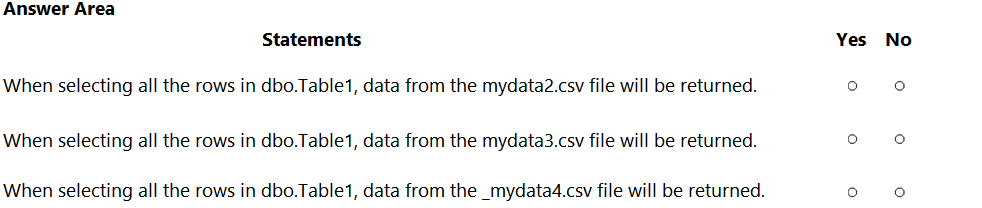 Answer Area
Statements Yes No
When selecting all the rows in dbo.Table1, data from the mydata2.csv file will be returned.
When selecting all the rows in dbo.Table1, data from the mydata3.csv file will be returned.
When selecting all the rows in dbo.Table1, data from the _mydata4.csv file will be returned.